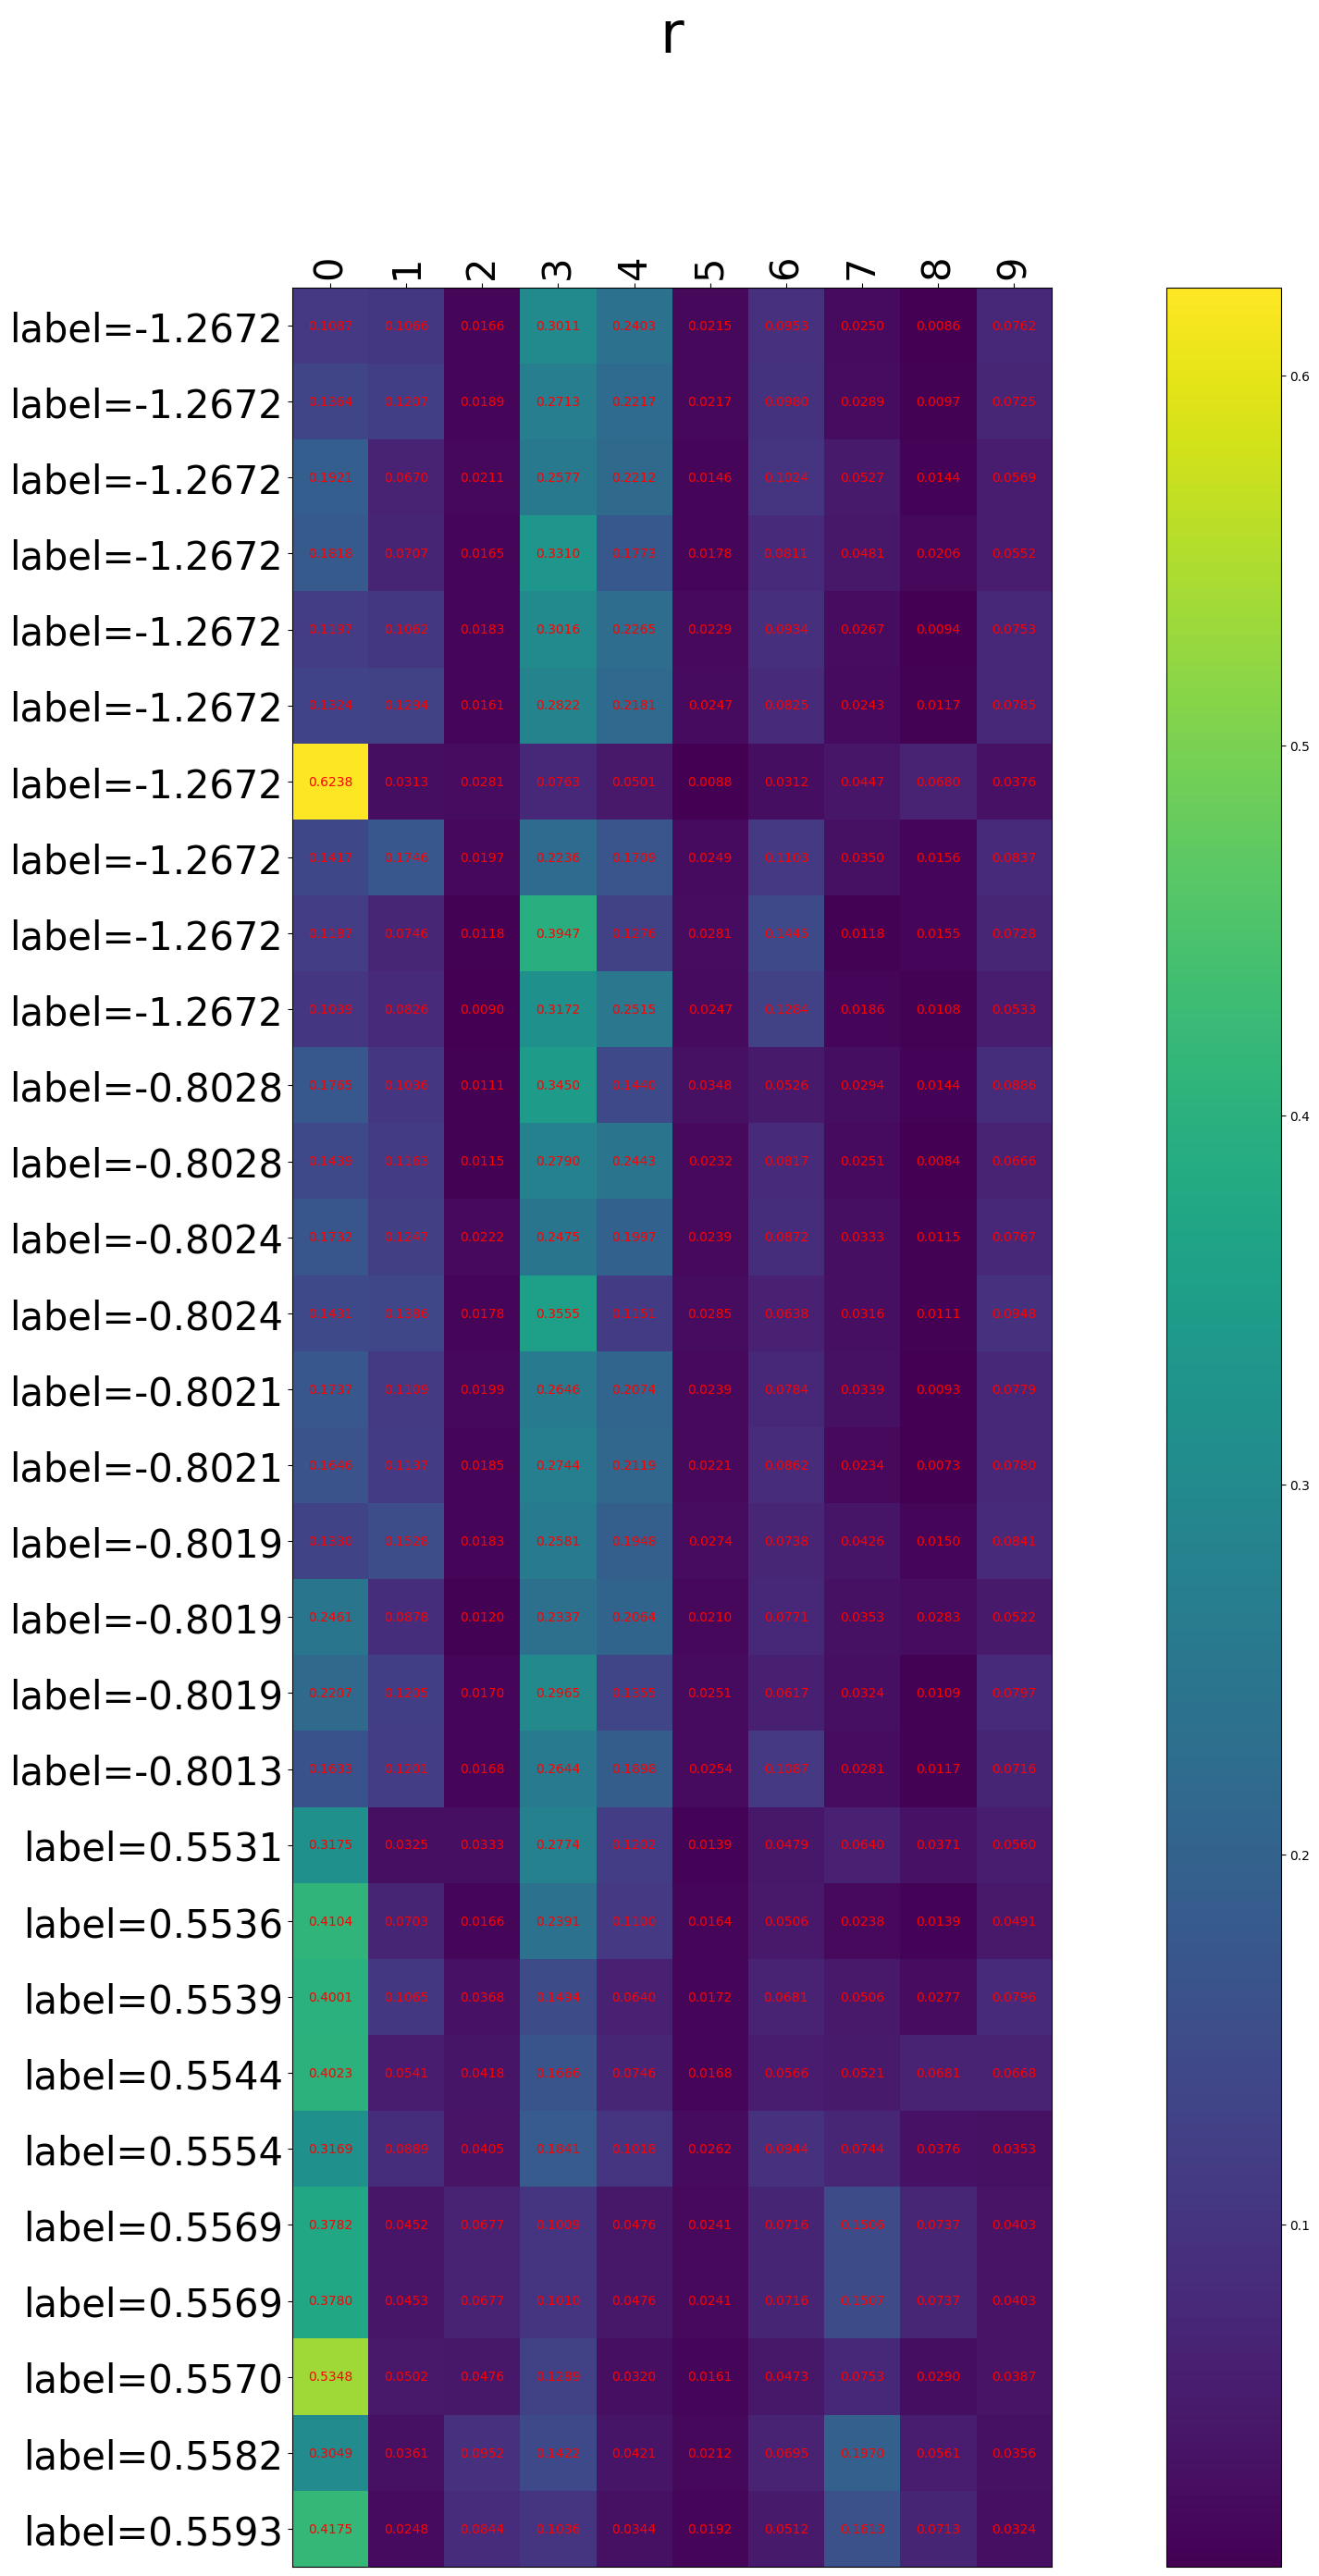 r
0 1 2 3 4 5 6 7 8 9
label=-1.2672 0.1087 0.1066 0.0166 0.3011 0.2403 0.0215 0.0953 0.0250 0.0086 0.0762
label=-1.2672 0.1364 0.1207 0.0189 0.2713 0.2217 0.0217 0.0980 0.0289 0.0097 0.0725
label=-1.2672 0.1921 0.0670 0.0211 0.2577 0.2212 0.0146 0.1024 0.0527 0.0144 0.0569
label=-1.2672 0.1818 0.0707 0.0165 0.3310 0.1773 0.0178 0.0811 0.0481 0.0206 0.0552
label=-1.2672 0.1197 0.1062 0.0183 0.3016 0.2265 0.0229 0.0934 0.0267 0.0094 0.0753
label=-1.2672 0.1324 0.1294 0.0161 0.2822 0.2181 0.0247 0.0825 0.0243 0.0117 0.0785
label=-1.2672 0.6238 0.0313 0.0281 0.0763 0.0501 0.0088 0.0312 0.0447 0.0680 0.0376
label=-1.2672 0.1417 0.1746 0.0197 0.2236 0.1709 0.0249 0.1103 0.0350 0.0156 0.0837
label=-1.2672 0.1187 0.0746 0.0118 0.3947 0.1276 0.0281 0.1445 0.0118 0.0155 0.0728
label=-1.2672 0.1039 0.0826 0.0090 0.3172 0.2515 0.0247 0.1284 0.0186 0.0108 0.0533
label=-0.8028 0.1765 0.1036 0.0111 0.3450 0.1440 0.0348 0.0526 0.0294 0.0144 0.0886
label=-0.8028 0.1439 0.1163 0.0115 0.2790 0.2443 0.0232 0.0817 0.0251 0.0084 0.0666
label=-0.8024 0.1732 0.1247 0.0222 0.2475 0.1997 0.0239 0.0872 0.0333 0.0115 0.0767
label=-0.8024 0.1431 0.1386 0.0178 0.3555 0.1151 0.0285 0.0638 0.0316 0.0111 0.0948
label=-0.8021 0.1737 0.1109 0.0199 0.2646 0.2074 0.0239 0.0784 0.0339 0.0093 0.0779
label=-0.8021 0.1646 0.1137 0.0185 0.2744 0.2119 0.0221 0.0862 0.0234 0.0073 0.0780
label=-0.8019 0.1330 0.1528 0.0183 0.2581 0.1948 0.0274 0.0738 0.0426 0.0150 0.0841
label=-0.8019 0.2461 0.0878 0.0120 0.2337 0.2064 0.0210 0.0771 0.0353 0.0283 0.0522
label=-0.8019 0.2207 0.1205 0.0170 0.2965 0.1355 0.0251 0.0617 0.0324 0.0109 0.0797
label=-0.8013 0.1633 0.1201 0.0168 0.2644 0.1898 0.0254 0.1087 0.0281 0.0117 0.0716
label=0.5531 0.3175 0.0325 0.0333 0.2774 0.1202 0.0139 0.0479 0.0640 0.0371 0.0560
label=0.5536 0.4104 0.0703 0.0166 0.2391 0.1100 0.0164 0.0506 0.0238 0.0139 0.0491
label=0.5539 0.4001 0.1065 0.0368 0.1494 0.0640 0.0172 0.0681 0.0506 0.0277 0.0796
label=0.5544 0.4023 0.0541 0.0418 0.1666 0.0746 0.0168 0.0566 0.0521 0.0681 0.0668
label=0.5554 0.3169 0.0889 0.0405 0.1841 0.1018 0.0262 0.0944 0.0744 0.0376 0.0353
label=0.5569 0.3782 0.0452 0.0677 0.1009 0.0476 0.0241 0.0716 0.1506 0.0737 0.0403
label=0.5569 0.3780 0.0453 0.0677 0.1010 0.0476 0.0241 0.0716 0.1507 0.0737 0.0403
label=0.5570 0.5348 0.0502 0.0476 0.1289 0.0320 0.0161 0.0473 0.0753 0.0290 0.0387
label=0.5582 0.3049 0.0361 0.0952 0.1422 0.0421 0.0212 0.0695 0.1970 0.0561 0.0356
label=0.5593 0.4175 0.0248 0.0844 0.1036 0.0344 0.0192 0.0512 0.1613 0.0713 0.0324
0.6
0.5
0.4
0.3
0.2
0.1